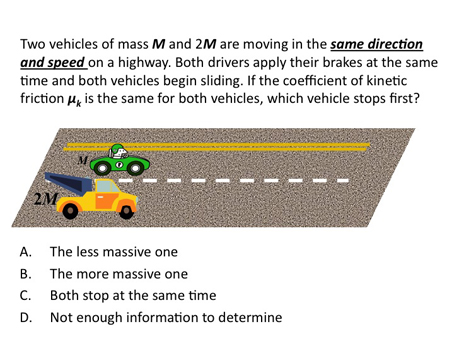 Two vehicles of mass M and 2M are moving in the same direction
and speed on a highway. Both drivers apply their brakes at the same
time and both vehicles begin sliding. If the coefficient of kinetic
friction μk is the same for both vehicles, which vehicle stops first?
M
2M
A. The less massive one
B. The more massive one
C. Both stop at the same time
D. Not enough information to determine